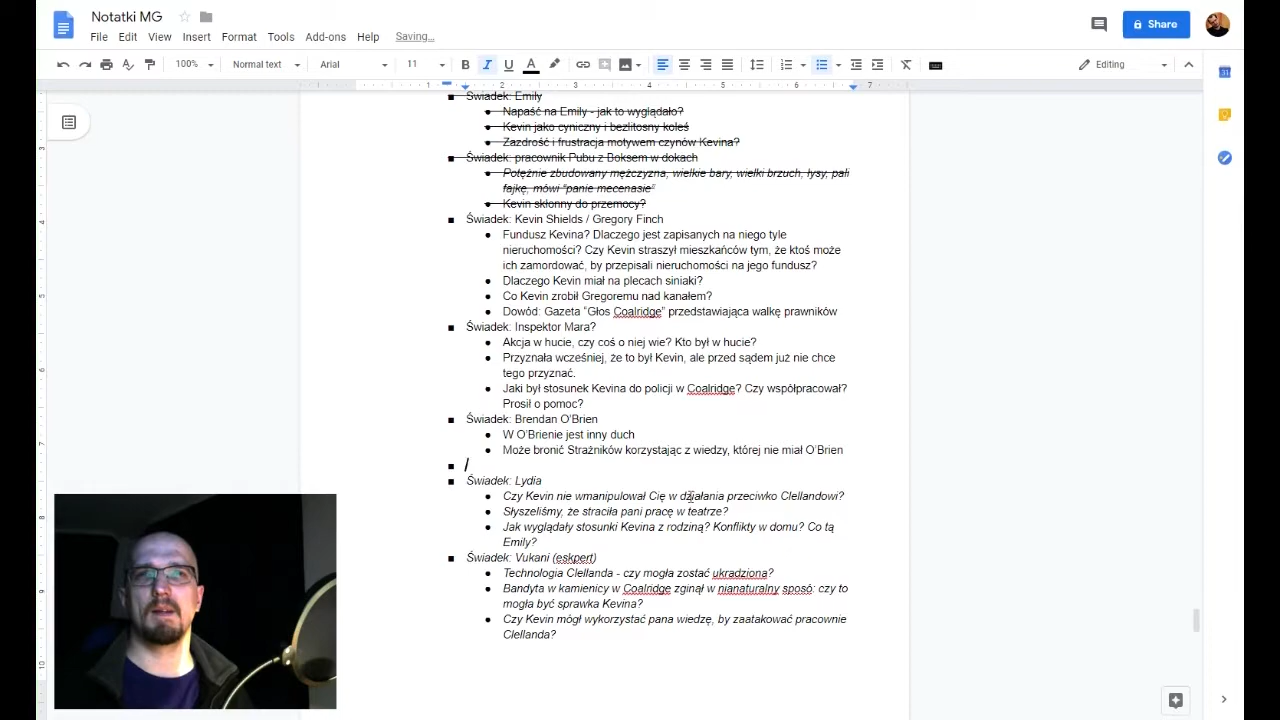 Notatki MG
File Edit View Insert Format Tools Add-ons Help Saving...
Share
100% Normal text Arial 11 Editing
1 2 3 4 5 6 7
Świadek: Emily
Napaść na Emily - jak to wyglądało?
Kevin jako cyniczny i bezlitosny koleś
Zazdrość i frustracja motywem czynów Kevina?
Świadek: pracownik Pubu z Boksem w dokach
Potężnie zbudowany mężczyzna, wielkie bary, wielki brzuch, łysy, pali
fajkę, mówi “panie mecenasie”
Kevin skłonny do przemocy?
Świadek: Kevin Shields / Gregory Finch
Fundusz Kevina? Dlaczego jest zapisanych na niego tyle
nieruchomości? Czy Kevin straszył mieszkańców tym, że ktoś może
ich zamordować, by przepisali nieruchomości na jego fundusz?
Dlaczego Kevin miał na plecach siniaki?
Co Kevin zrobił Gregoremu nad kanałem?
Dowód: Gazeta “Głos Coalridge” przedstawiająca walkę prawników
Świadek: Inspektor Mara?
Akcja w hucie, czy coś o niej wie? Kto był w hucie?
Przyznała wcześniej, że to był Kevin, ale przed sądem już nie chce
tego przyznać.
Jaki był stosunek Kevina do policji w Coalridge? Czy współpracował?
Prosił o pomoc?
Świadek: Brendan O’Brien
W O’Brienie jest inny duch
Może bronić Strażników korzystając z wiedzy, której nie miał O’Brien
Świadek: Lydia
Czy Kevin nie wmanipulował Cię w działania przeciwko Clellandowi?
Słyszeliśmy, że straciła pani pracę w teatrze?
Jak wyglądały stosunki Kevina z rodziną? Konflikty w domu? Co tą
Emily?
Świadek: Vukani (eskpert)
Technologia Clellanda - czy mogła zostać ukradziona?
Bandyta w kamienicy w Coalridge zginął w nianaturalny sposó: czy to
mogła być sprawka Kevina?
Czy Kevin mógł wykorzystać pana wiedzę, by zaatakować pracownie
Clellanda?